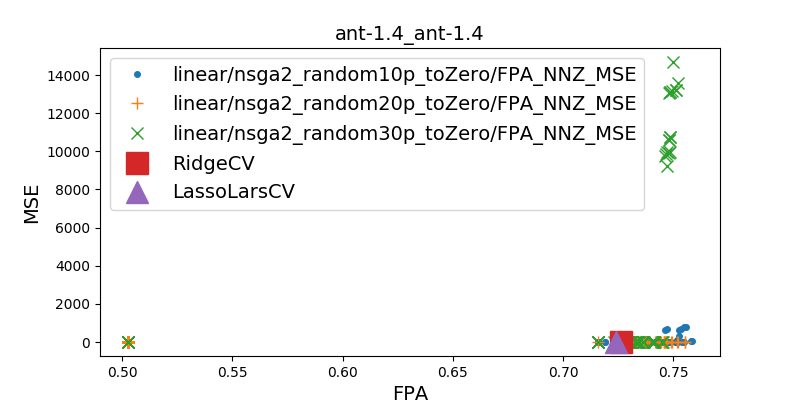 ant-1.4_ant-1.4
linear/nsga2_random10p_toZero/FPA_NNZ_MSE
linear/nsga2_random20p_toZero/FPA_NNZ_MSE
linear/nsga2_random30p_toZero/FPA_NNZ_MSE
RidgeCV
LassoLarsCV
MSE
14000
12000
10000
8000
6000
4000
2000
0
0.50 0.55 0.60 0.65 0.70 0.75
FPA